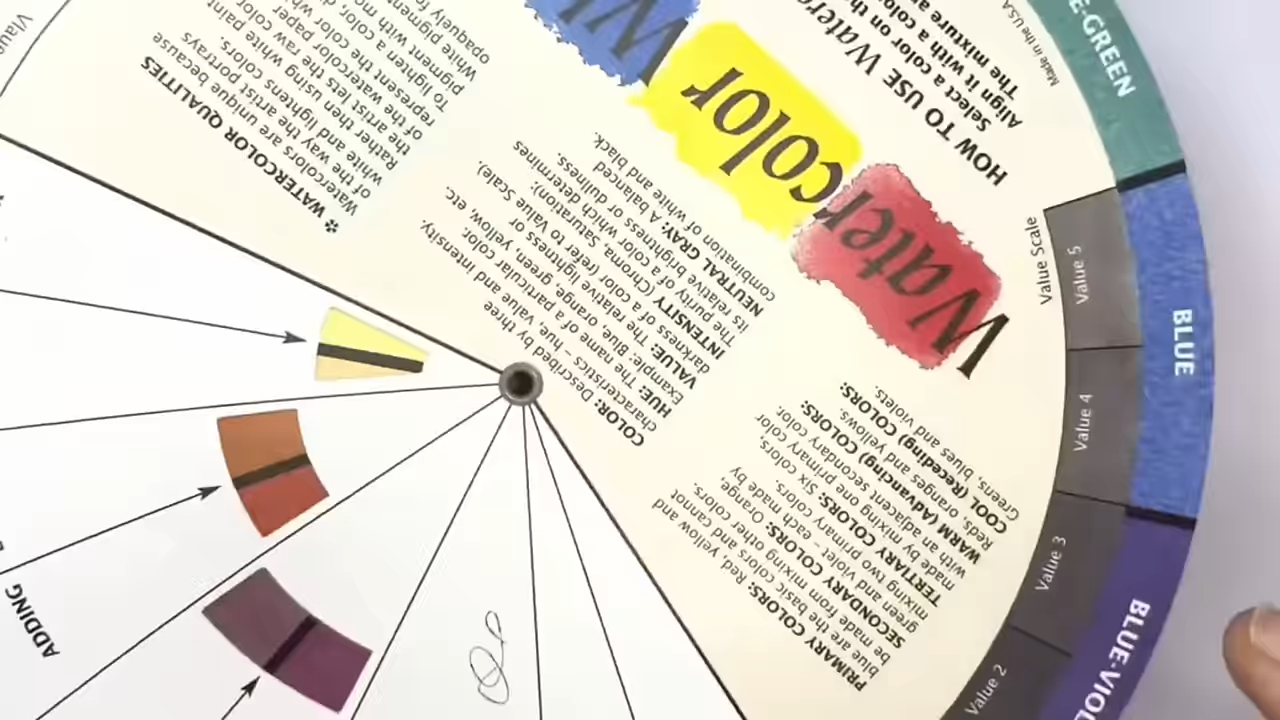 E-GREEN
BLUE
BLUE-VIOL
Made in the USA
Watercolor Wh
HOW TO USE Waterc
Select a color on th
Align it with a colo
The mixture a
Value Scale
Value 5
Value 4
Value 3
Value 2
PRIMARY COLORS: Red, yellow and
blue are the basic colors and cannot
be made from mixing other colors.
SECONDARY COLORS: Orange,
green and violet – each made by
mixing two primary colors.
TERTIARY COLORS: Six colors,
made by mixing one primary color
with an adjacent secondary color.
WARM (Advancing) COLORS:
Reds, oranges and yellows.
COOL (Receding) COLORS:
Greens, blues and violets.
COLOR: Described by three
characteristics – hue, value and intensity.
HUE: The name of a particular color.
Example: Blue, orange, green, yellow, etc.
VALUE: The relative lightness or
darkness of a color (refer to Value Scale).
INTENSITY (Chroma, Saturation):
The purity of a color which determines
its relative brightness or dullness.
NEUTRAL GRAY: A balanced
combination of white and black.
* WATERCOLOR QUALITIES
Watercolors are unique because
of the way the artist portrays
white and lightens colors.
Rather then using white paint
the artist lets the raw color
of the watercolor paper
represent the color
To lighten a color,
pigment with mo
White pigme
opaquely f
ADDING